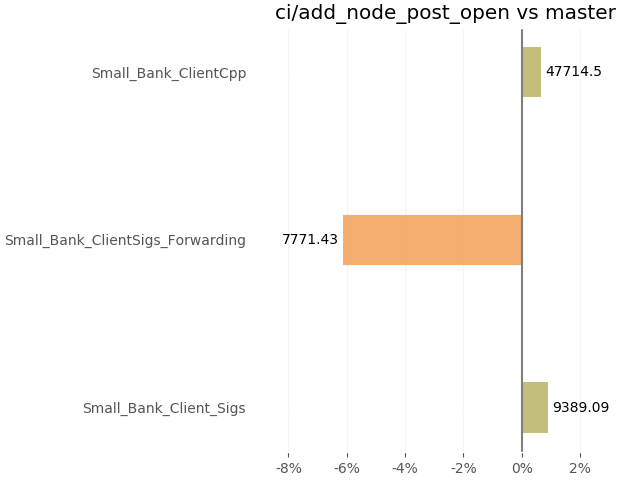 ci/add_node_post_open vs master
Small_Bank_ClientCpp
47714.5
Small_Bank_ClientSigs_Forwarding
7771.43
Small_Bank_Client_Sigs
9389.09
-8% -6% -4% -2% 0% 2%